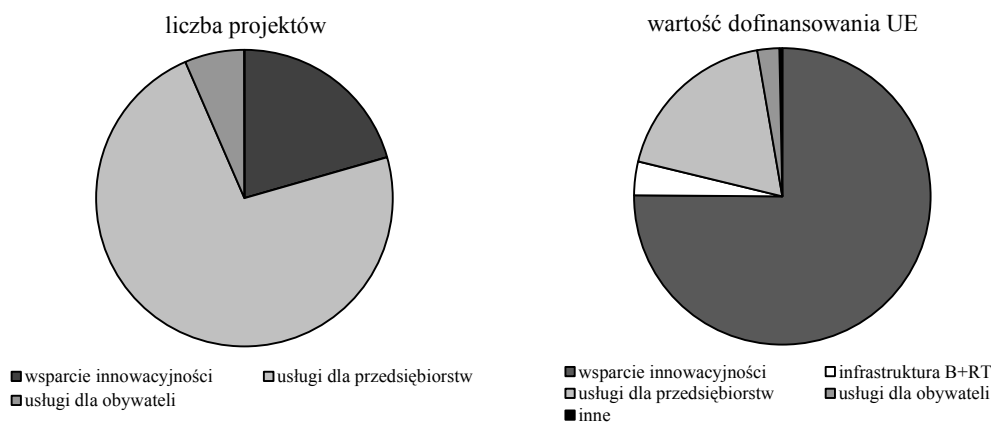 liczba projektów
wartość dofinansowania UE
wsparcie innowacyjności
usługi dla przedsiębiorstw
usługi dla obywateli
wsparcie innowacyjności
infrastruktura B+RT
usługi dla przedsiębiorstw
usługi dla obywateli
inne